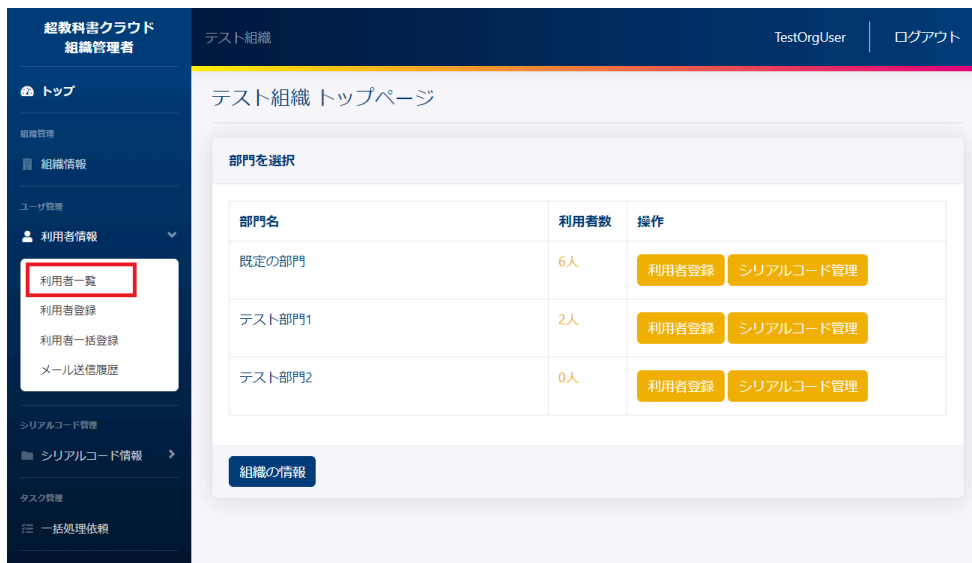 超教科書クラウド
組織管理者
テスト組織
TestOrgUser
ログアウト
トップ
組織管理
組織情報
ユーザ管理
利用者情報
利用者一覧
利用者登録
利用者一括登録
メール送信履歴
シリアルコード管理
シリアルコード情報
タスク管理
一括処理依頼
テスト組織 トップページ
部門を選択
部門名 利用者数 操作
既定の部門 6人 利用者登録 シリアルコード管理
テスト部門1 2人 利用者登録 シリアルコード管理
テスト部門2 0人 利用者登録 シリアルコード管理
組織の情報